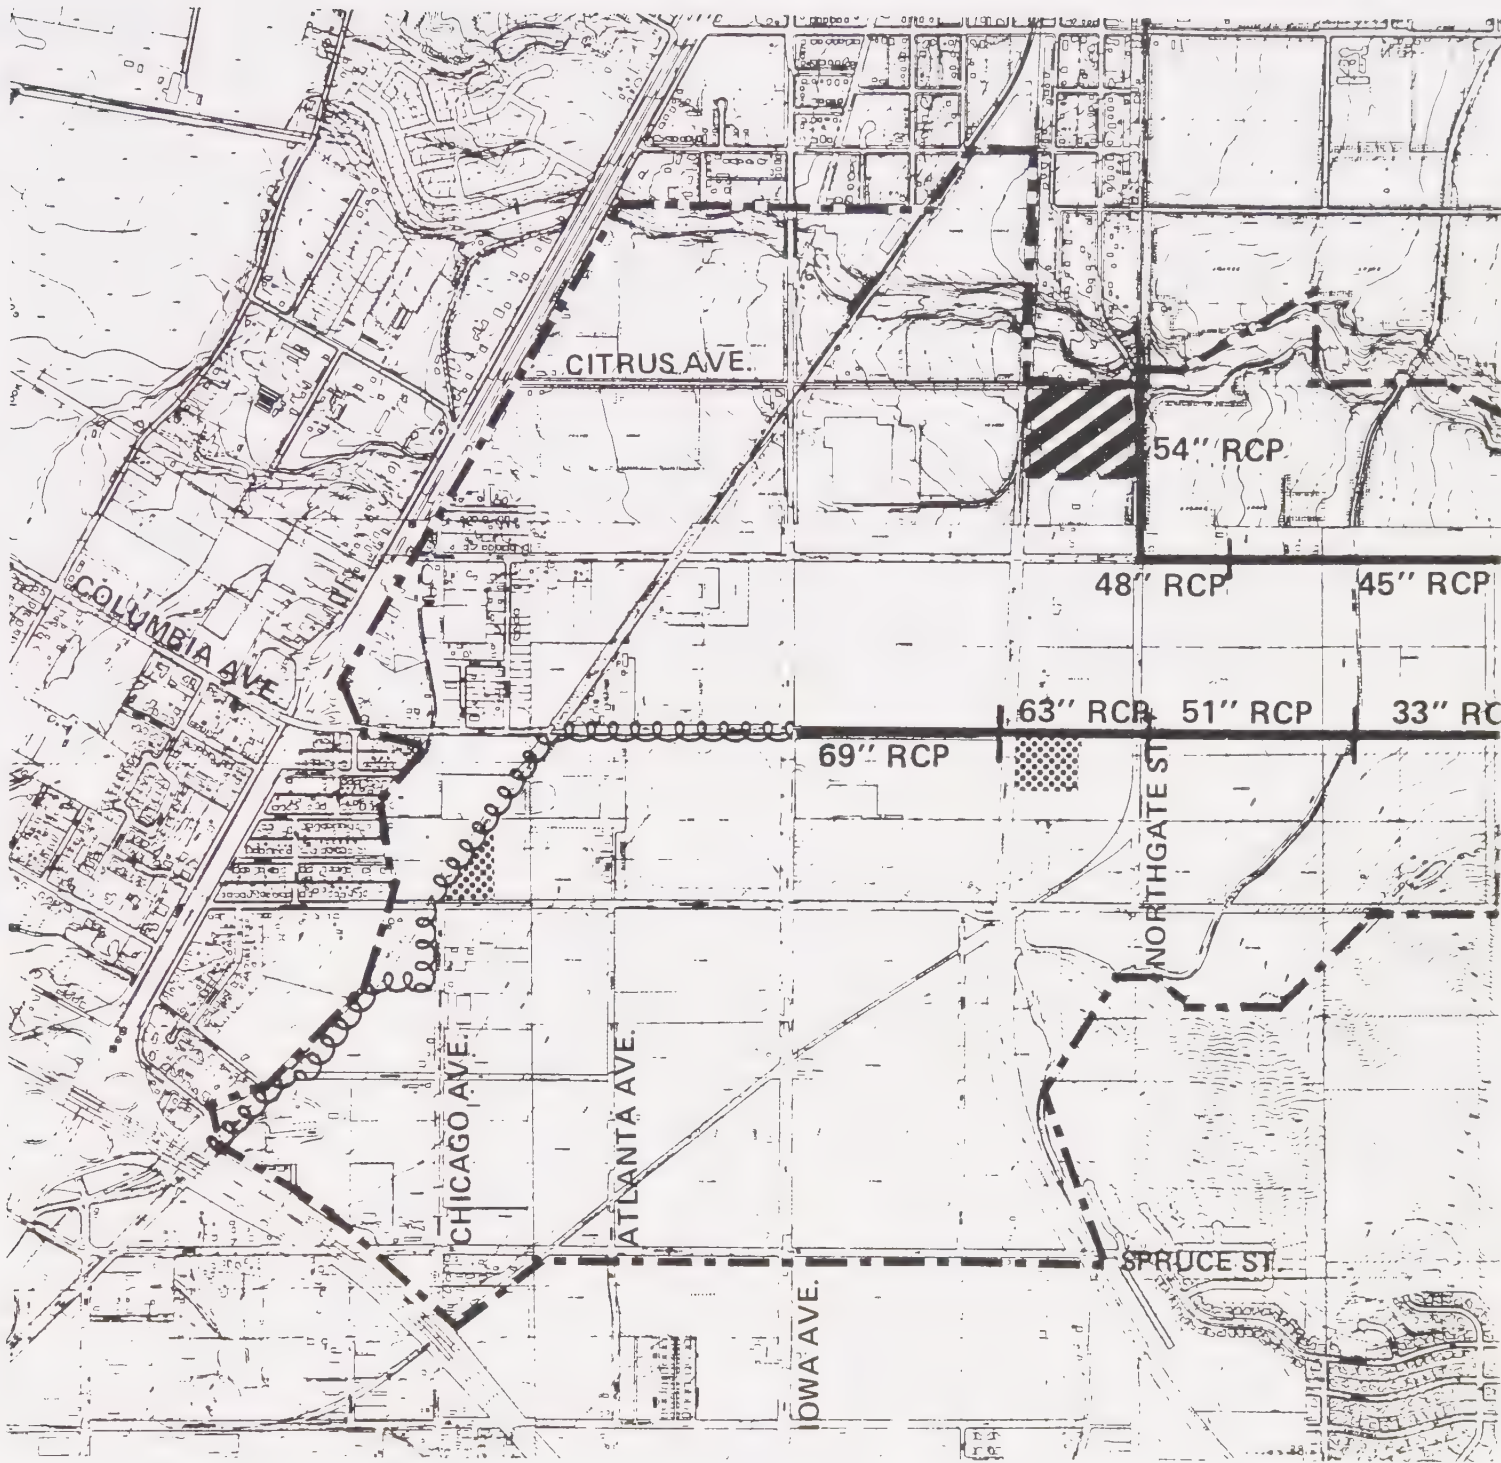 CITRUS AVE.
54" RCP
48" RCP
45" RCP
COLUMBIA AVE.
63" RCP
51" RCP
33" RC
69" RCP
NORTHGATE ST.
CHICAGO AVE.
ATLANTA AVE.
SPRUCE ST.
IOWA AVE.